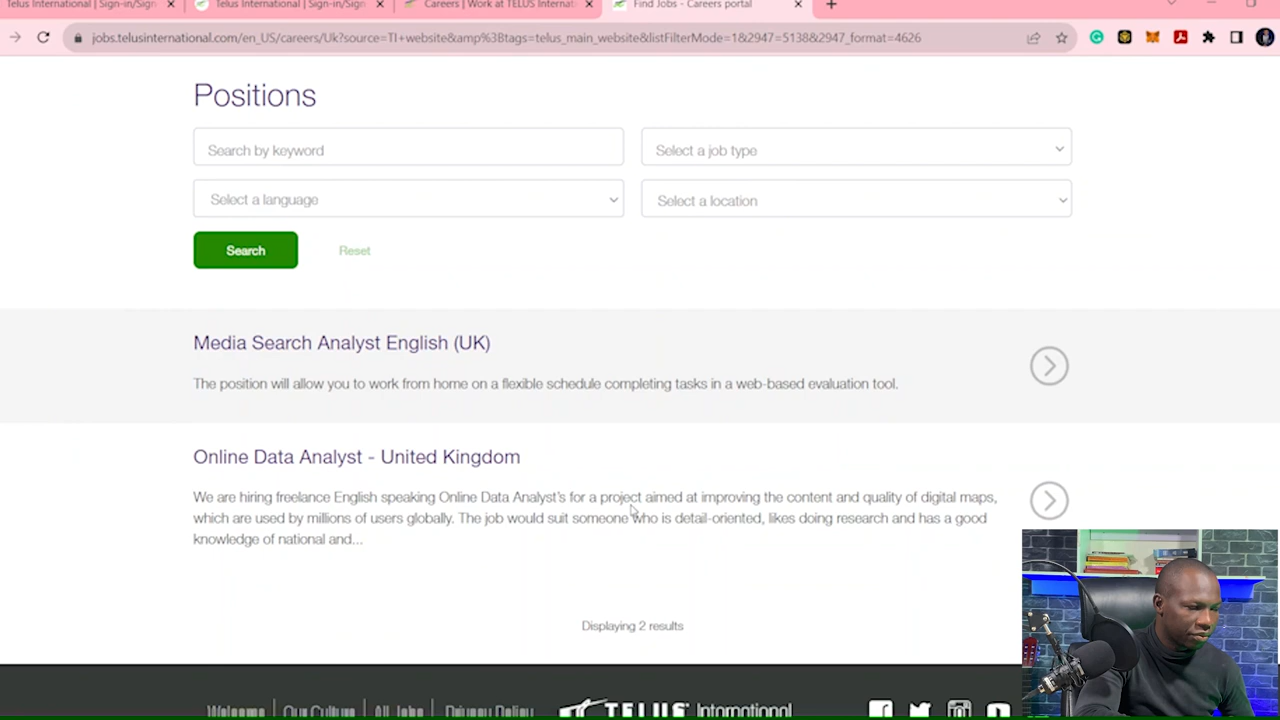 Telus International | Sign-in/Sign
Telus International | Sign-in/Sign
Careers | Work at TELUS Internati
Find Jobs - Careers portal
jobs.telusinternational.com/en_US/careers/Uk?source=TI+website&amp%3Btags=telus_main_website&listFilterMode=1&2947=5138&2947_format=4626
Positions
Search by keyword
Select a job type
Select a language
Select a location
Search
Reset
Media Search Analyst English (UK)
The position will allow you to work from home on a flexible schedule completing tasks in a web-based evaluation tool.
Online Data Analyst - United Kingdom
We are hiring freelance English speaking Online Data Analyst's for a project aimed at improving the content and quality of digital maps,
which are used by millions of users globally. The job would suit someone who is detail-oriented, likes doing research and has a good
knowledge of national and...
Displaying 2 results
Welcome | Our Culture | All Jobs | Privacy Policy
TELUS International